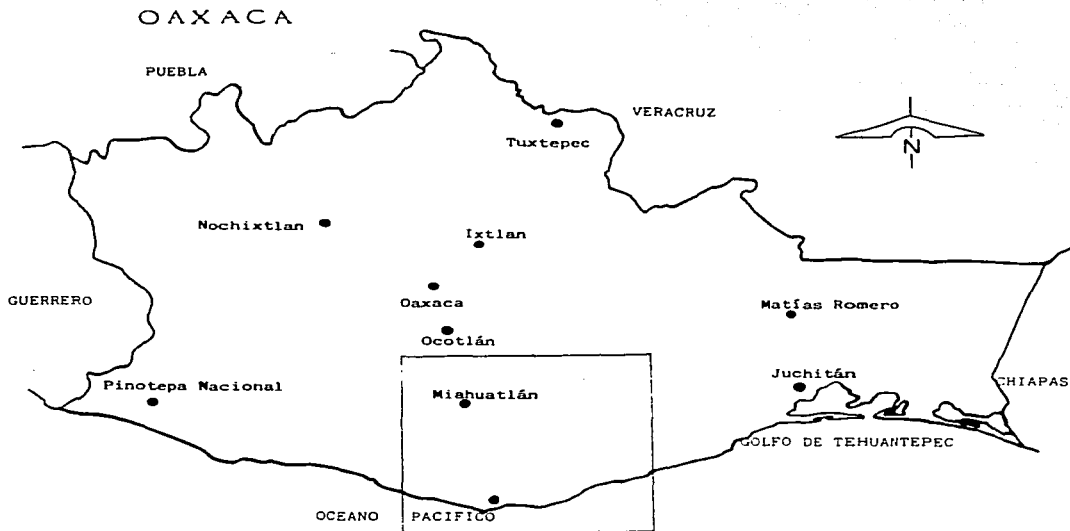 OAXACA
PUEBLA
VERACRUZ
Tuxtepec
N
Nochixtlan
Ixtlan
GUERRERO
Oaxaca
Matías Romero
Ocotlán
Pinotepa Nacional
Miahuatlán
Juchitán
CHIAPAS
GOLFO DE TEHUANTEPEC
OCEANO PACIFICO